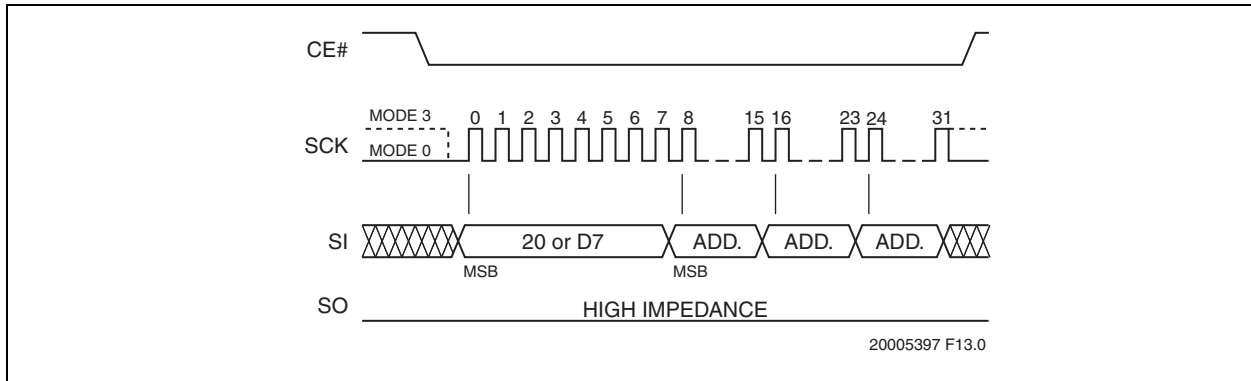 CE#
MODE 3
0 1 2 3 4 5 6 7 8 15 16 23 24 31
SCK
MODE 0
SI
20 or D7
ADD.
ADD.
ADD.
MSB
MSB
SO
HIGH IMPEDANCE
20005397 F13.0